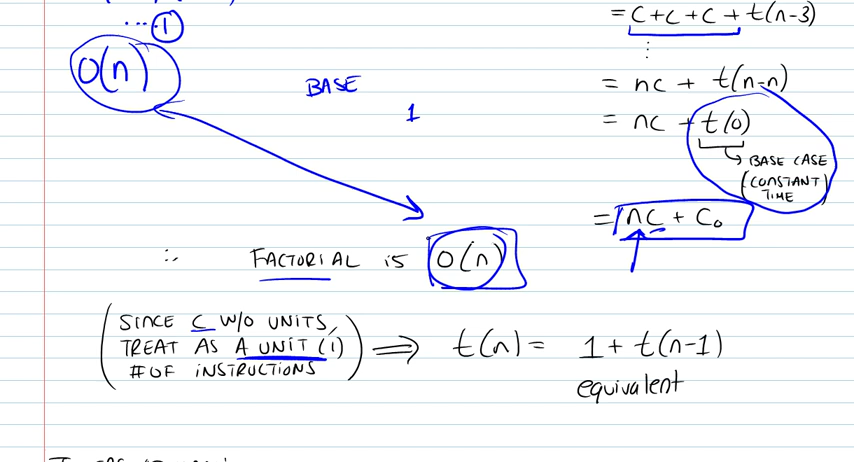 = C + C + C + t(n-3)
⋮
... ①
O(n)
BASE
1
= nc + t(n-n)
= nc + t(0)
→ BASE CASE
(CONSTANT
TIME)
= nc + C₀
∴ FACTORIAL is O(n)
(SINCE C W/O UNITS,
TREAT AS A UNIT (1)
# OF INSTRUCTIONS)
⟹ t(n) = 1 + t(n-1)
equivalent